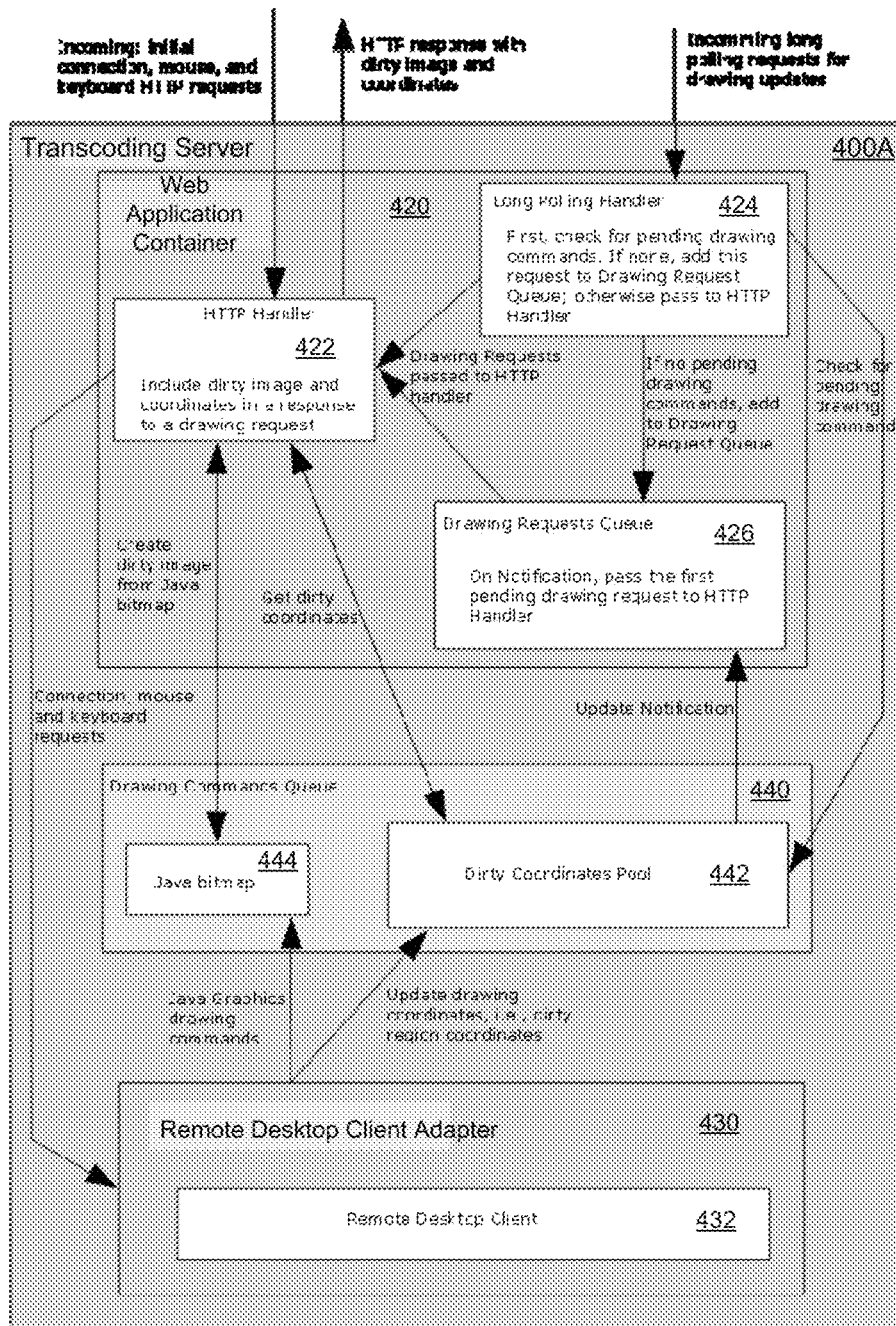 Incoming: Initial
connection, mouse, and
keyboard HTTP requests
HTTP response with
dirty image and
coordinates
Incomming long
polling requests for
drawing updates
Transcoding Server
400A
Web
Application
Container
420
Long Polling Handler
424
First, check for pending drawing
commands. If none, add this
request to Drawing Request
Queue; otherwise pass to HTTP
Handler
HTTP Handler
422
Include dirty image and
coordinates in a response
to a drawing request
Drawing Requests
passed to HTTP
handler
If no pending
drawing
commands, add
to Drawing
Request Queue
Check for
pending
drawing
command
Drawing Requests Queue
426
On Notification, pass the first
pending drawing request to HTTP
Handler
Create
dirty image
from Java
bitmap
Get dirty
coordinates
Connection, mouse
and keyboard
requests
Update Notification
Drawing Commands Queue
440
444
Java bitmap
Dirty Coordinates Pool
442
Java Graphics
drawing
commands
Update drawing
coordinates, i.e., dirty
region coordinates
Remote Desktop Client Adapter
430
Remote Desktop Client
432